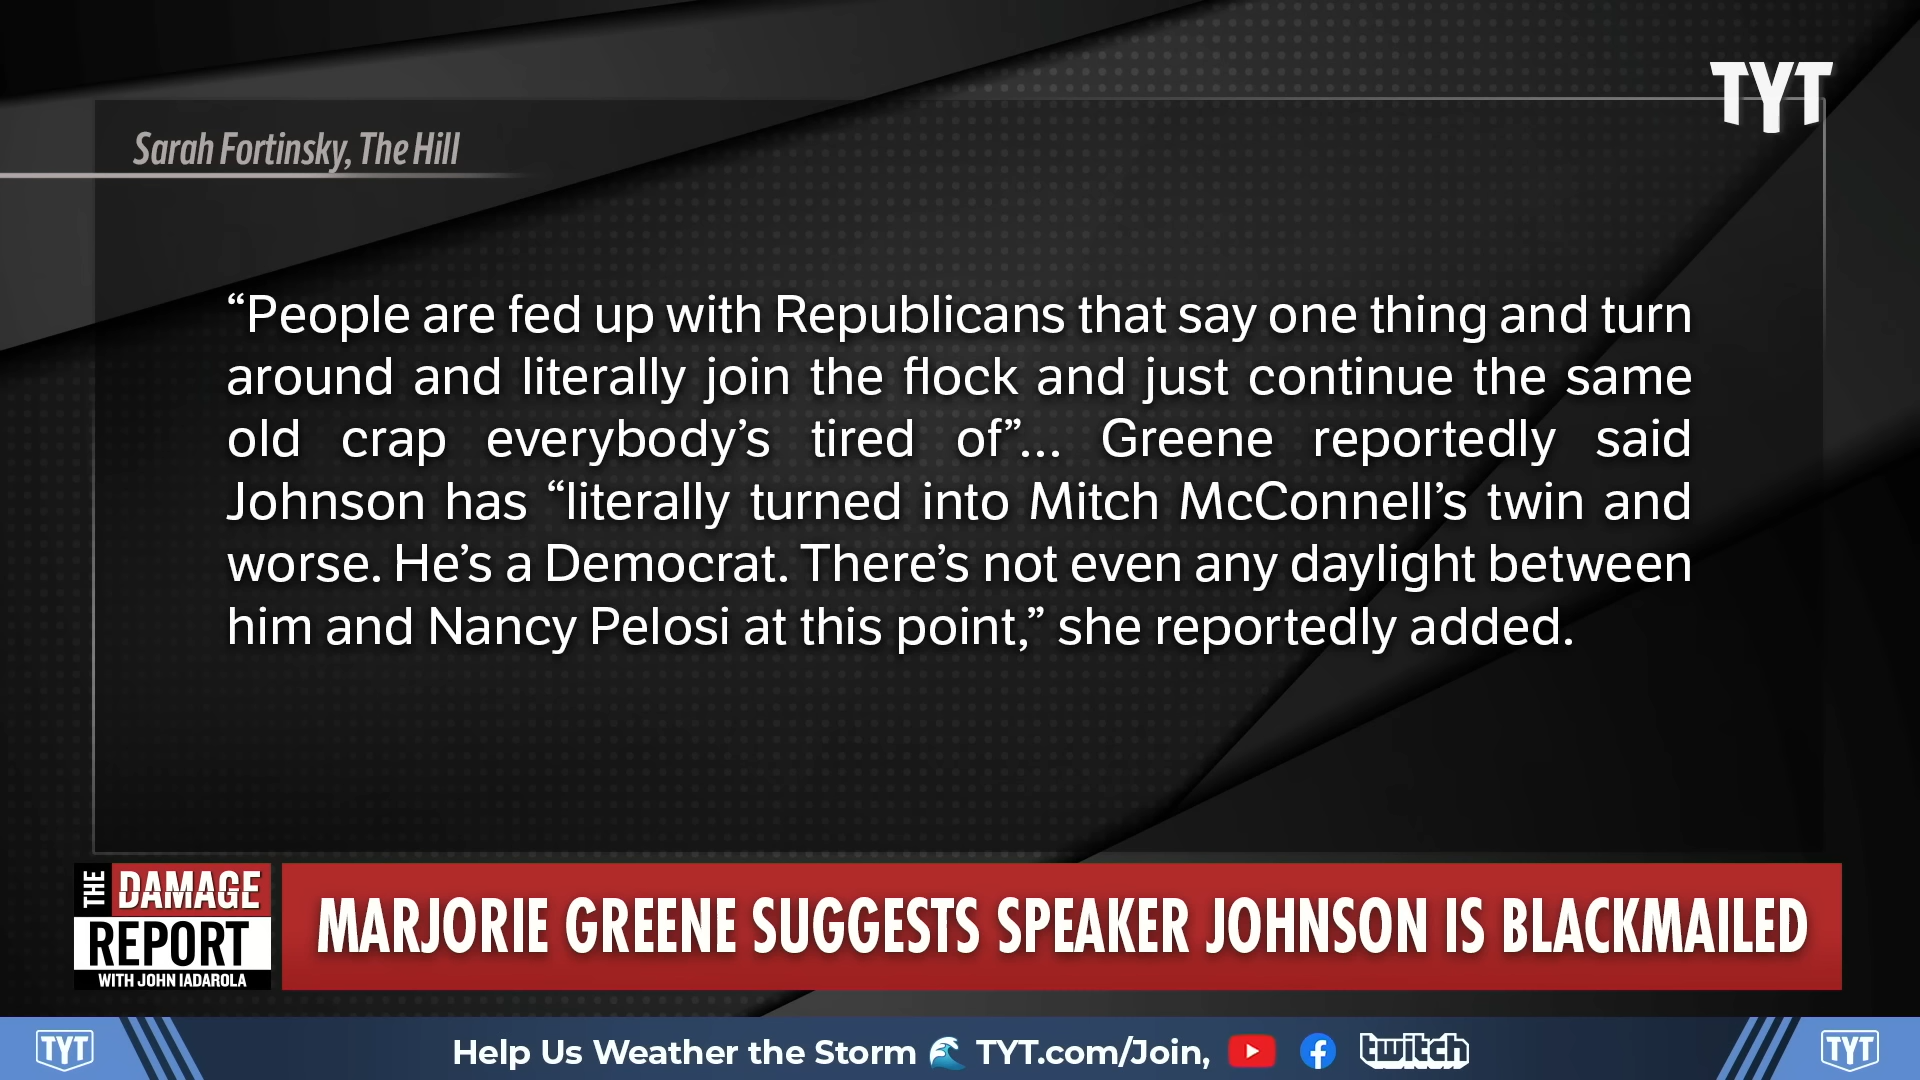 TYT
Sarah Fortinsky, The Hill
“People are fed up with Republicans that say one thing and turn
around and literally join the flock and just continue the same
old crap everybody’s tired of”... Greene reportedly said
Johnson has “literally turned into Mitch McConnell’s twin and
worse. He’s a Democrat. There’s not even any daylight between
him and Nancy Pelosi at this point,” she reportedly added.
THE DAMAGE
REPORT
WITH JOHN IADAROLA
MARJORIE GREENE SUGGESTS SPEAKER JOHNSON IS BLACKMAILED
TYT
Help Us Weather the Storm 🌊 TYT.com/Join,
twitch
TYT